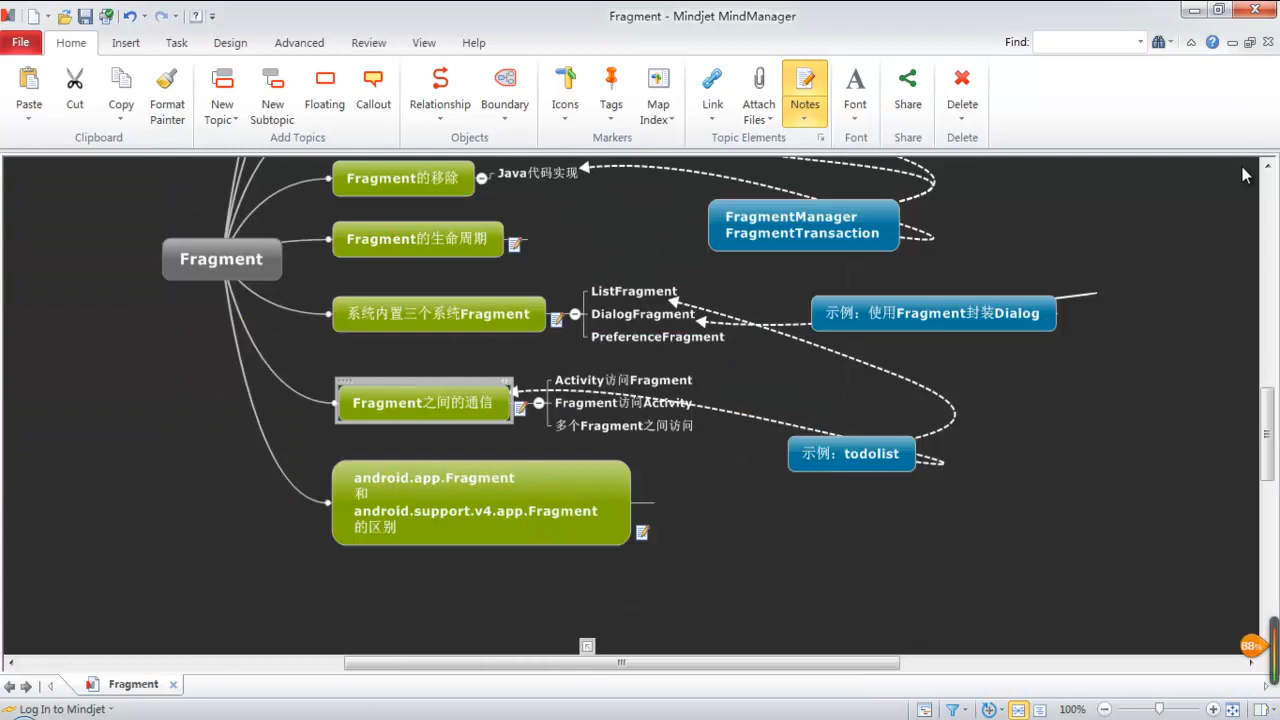 Fragment - Mindjet MindManager
File Home Insert Task Design Advanced Review View Help Find:
Paste Cut Copy Format Painter New Topic New Subtopic Floating Callout Relationship Boundary Icons Tags Map Index Link Attach Files Notes Font Share Delete
Clipboard Add Topics Objects Markers Topic Elements Font Share Delete
Fragment的移除
Java代码实现
FragmentManager
FragmentTransaction
Fragment的生命周期
Fragment
系统内置三个系统Fragment
ListFragment
DialogFragment
PreferenceFragment
示例：使用Fragment封装Dialog
Fragment之间的通信
Activity访问Fragment
Fragment访问Activity
多个Fragment之间访问
示例：todolist
android.app.Fragment
和
android.support.v4.app.Fragment
的区别
88%
Fragment
Log In to Mindjet
100%